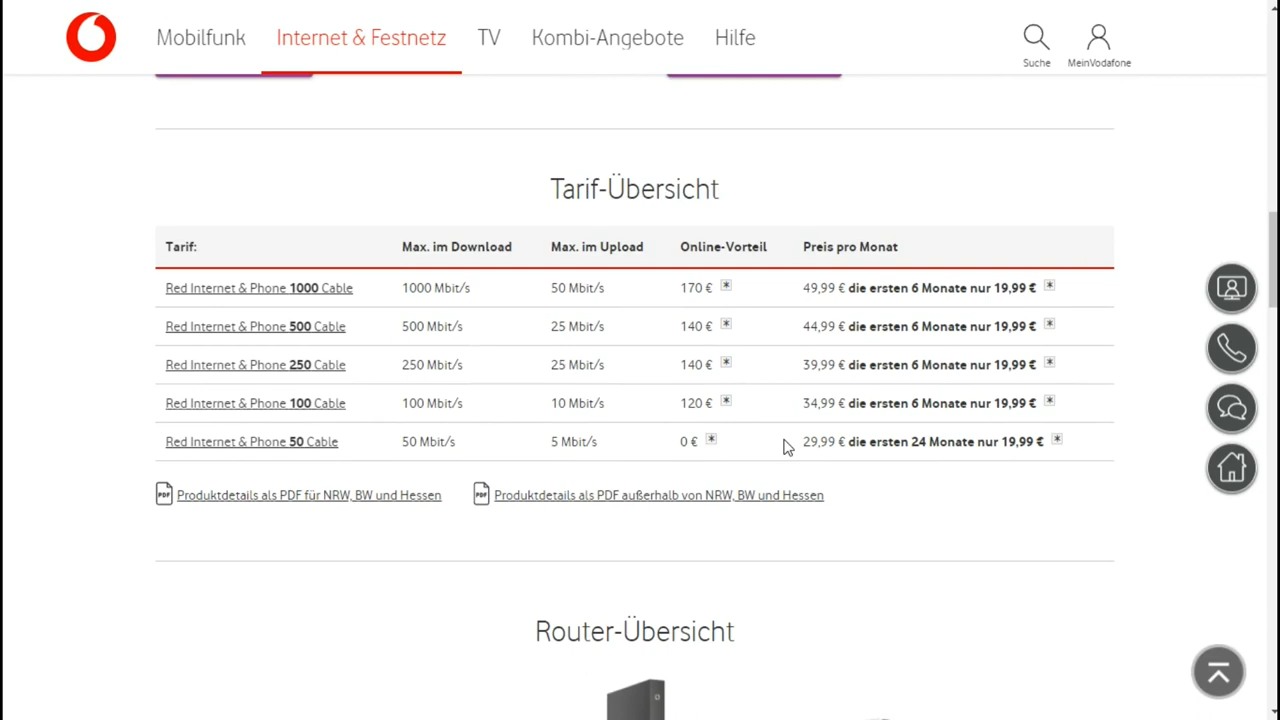 Mobilfunk Internet & Festnetz TV Kombi-Angebote Hilfe
Suche MeinVodafone
Tarif-Übersicht
Tarif: Max. im Download Max. im Upload Online-Vorteil Preis pro Monat
Red Internet & Phone 1000 Cable 1000 Mbit/s 50 Mbit/s 170 € * 49,99 € die ersten 6 Monate nur 19,99 € *
Red Internet & Phone 500 Cable 500 Mbit/s 25 Mbit/s 140 € * 44,99 € die ersten 6 Monate nur 19,99 € *
Red Internet & Phone 250 Cable 250 Mbit/s 25 Mbit/s 140 € * 39,99 € die ersten 6 Monate nur 19,99 € *
Red Internet & Phone 100 Cable 100 Mbit/s 10 Mbit/s 120 € * 34,99 € die ersten 6 Monate nur 19,99 € *
Red Internet & Phone 50 Cable 50 Mbit/s 5 Mbit/s 0 € * 29,99 € die ersten 24 Monate nur 19,99 € *
PDF Produktdetails als PDF für NRW, BW und Hessen PDF Produktdetails als PDF außerhalb von NRW, BW und Hessen
Router-Übersicht